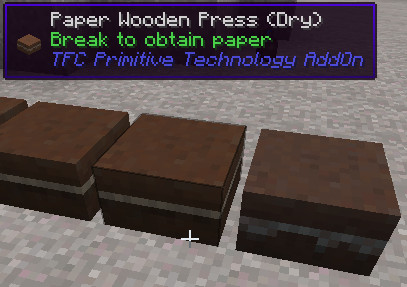 Paper Wooden Press (Dry)
Break to obtain paper
TFC Primitive Technology AddOn